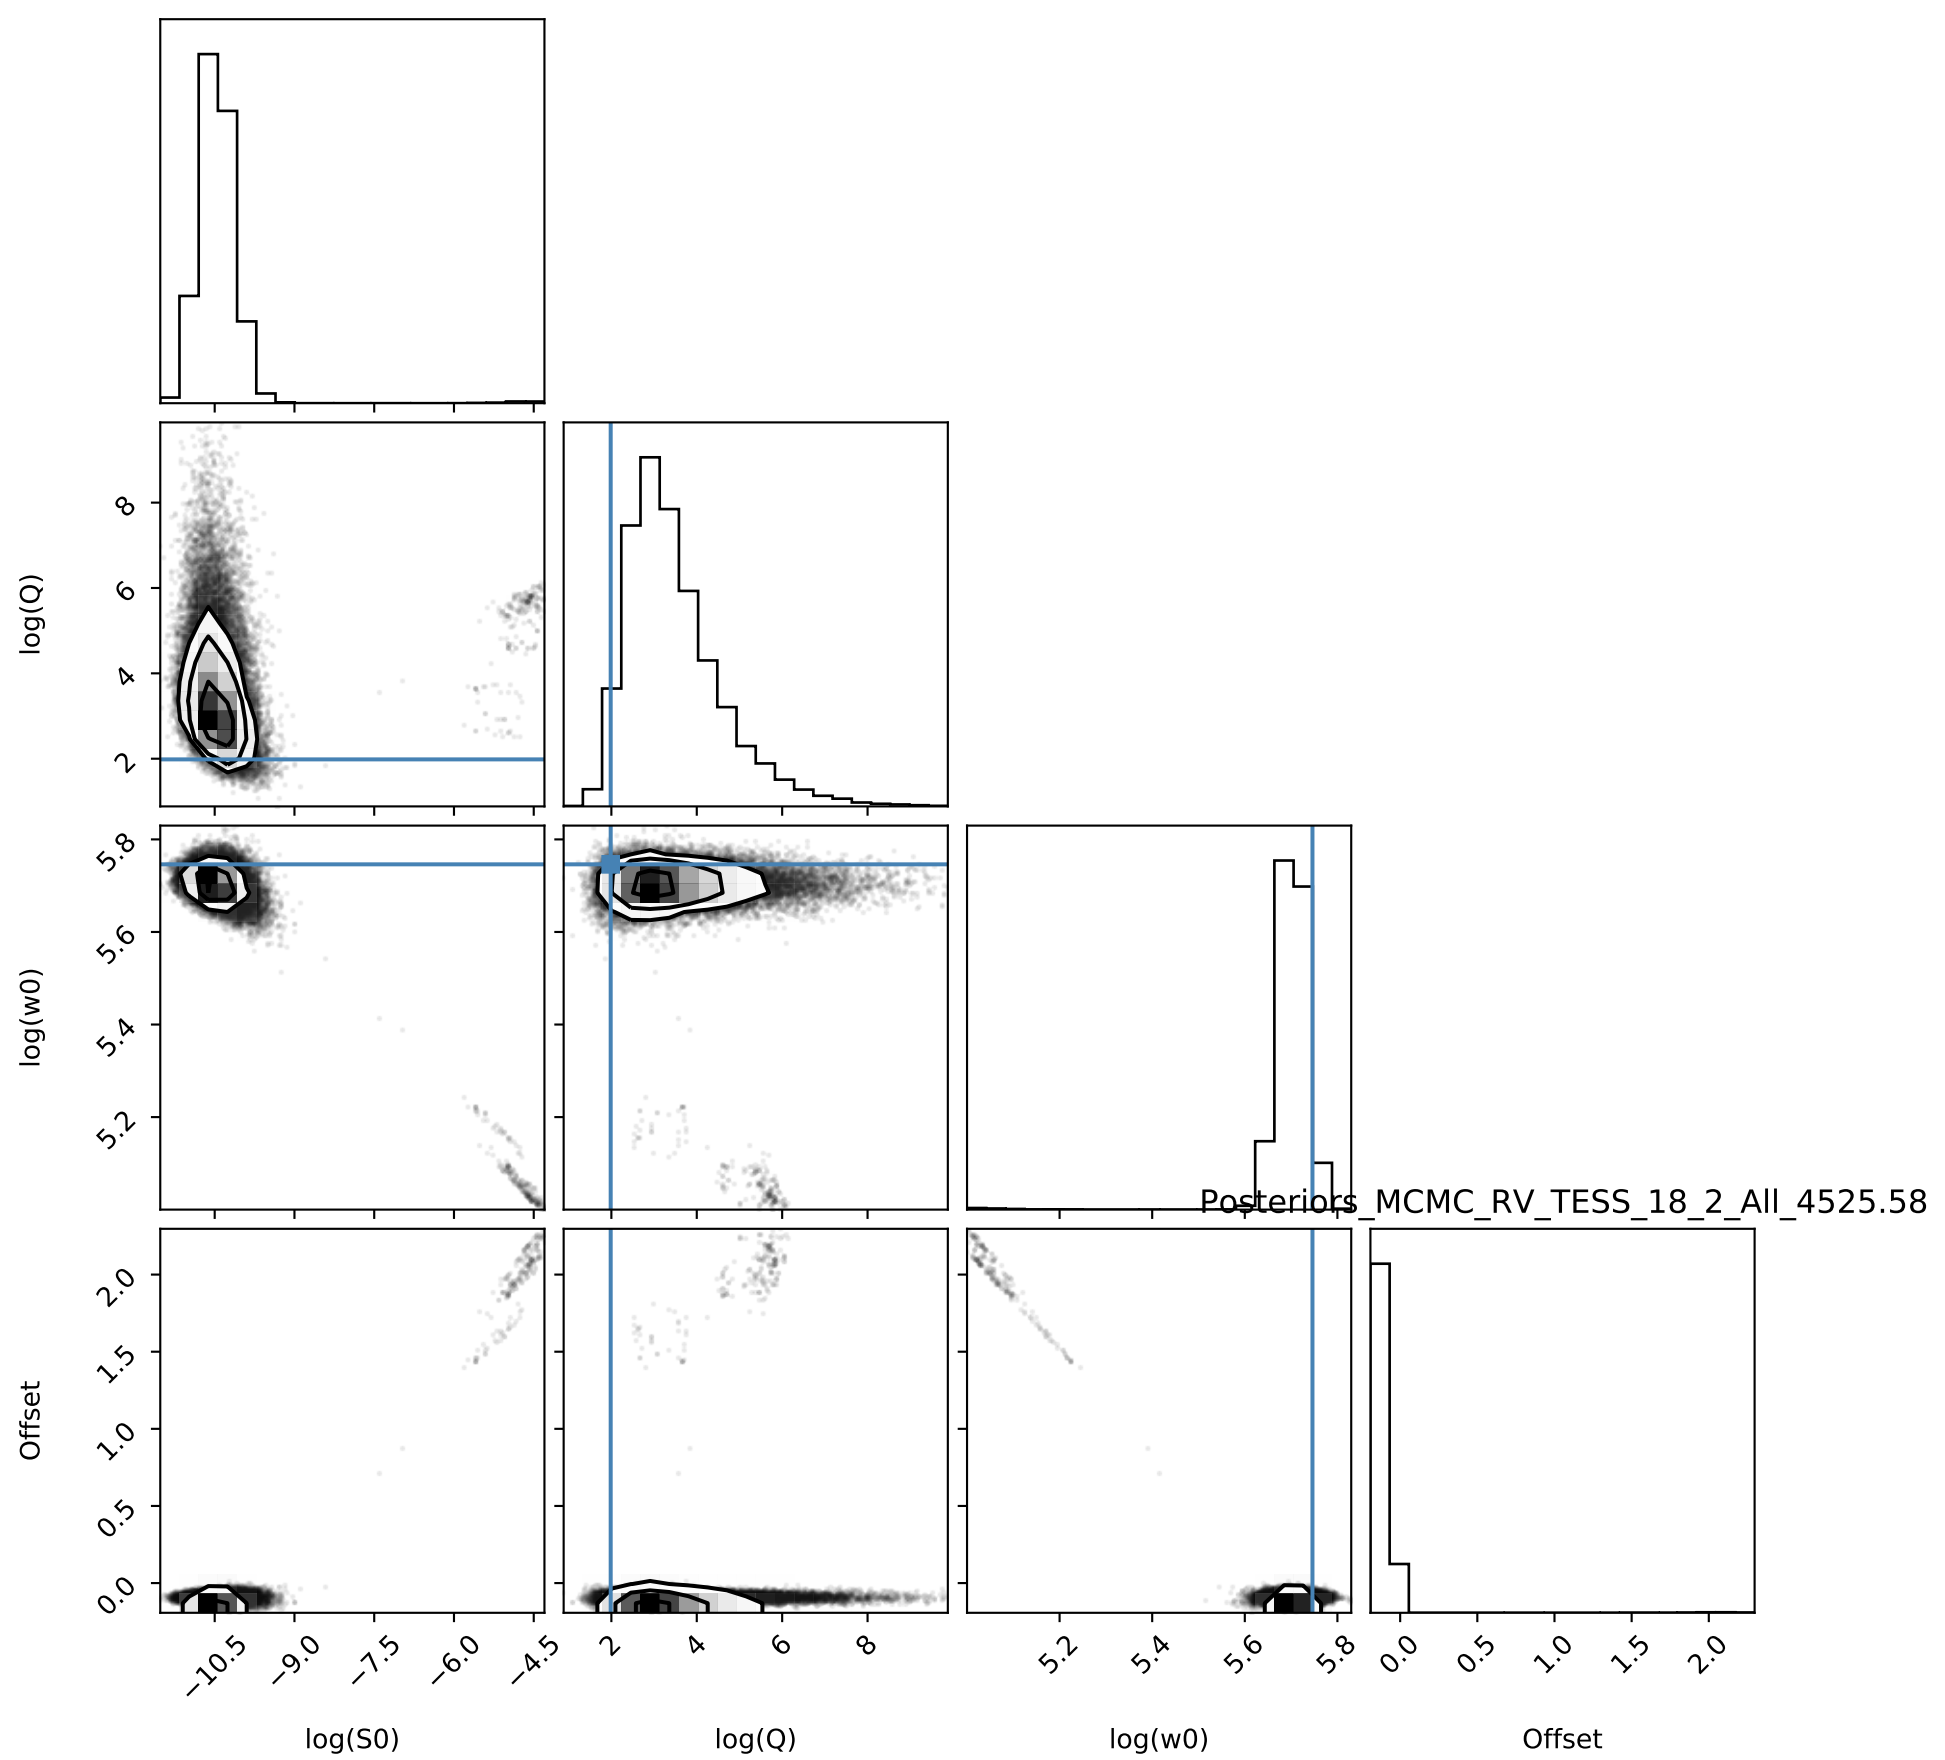 log(Q)
8
6
4
2
log(w0)
5.8
5.6
5.4
5.2
Posteriors_MCMC_RV_TESS_18_2_All_4525.58
Offset
2.0
1.5
1.0
0.5
0.0
−10.5 −9.0 −7.5 −6.0 −4.5 2 4 6 8 5.2 5.4 5.6 5.8 0.0 0.5 1.0 1.5 2.0
log(S0) log(Q) log(w0) Offset